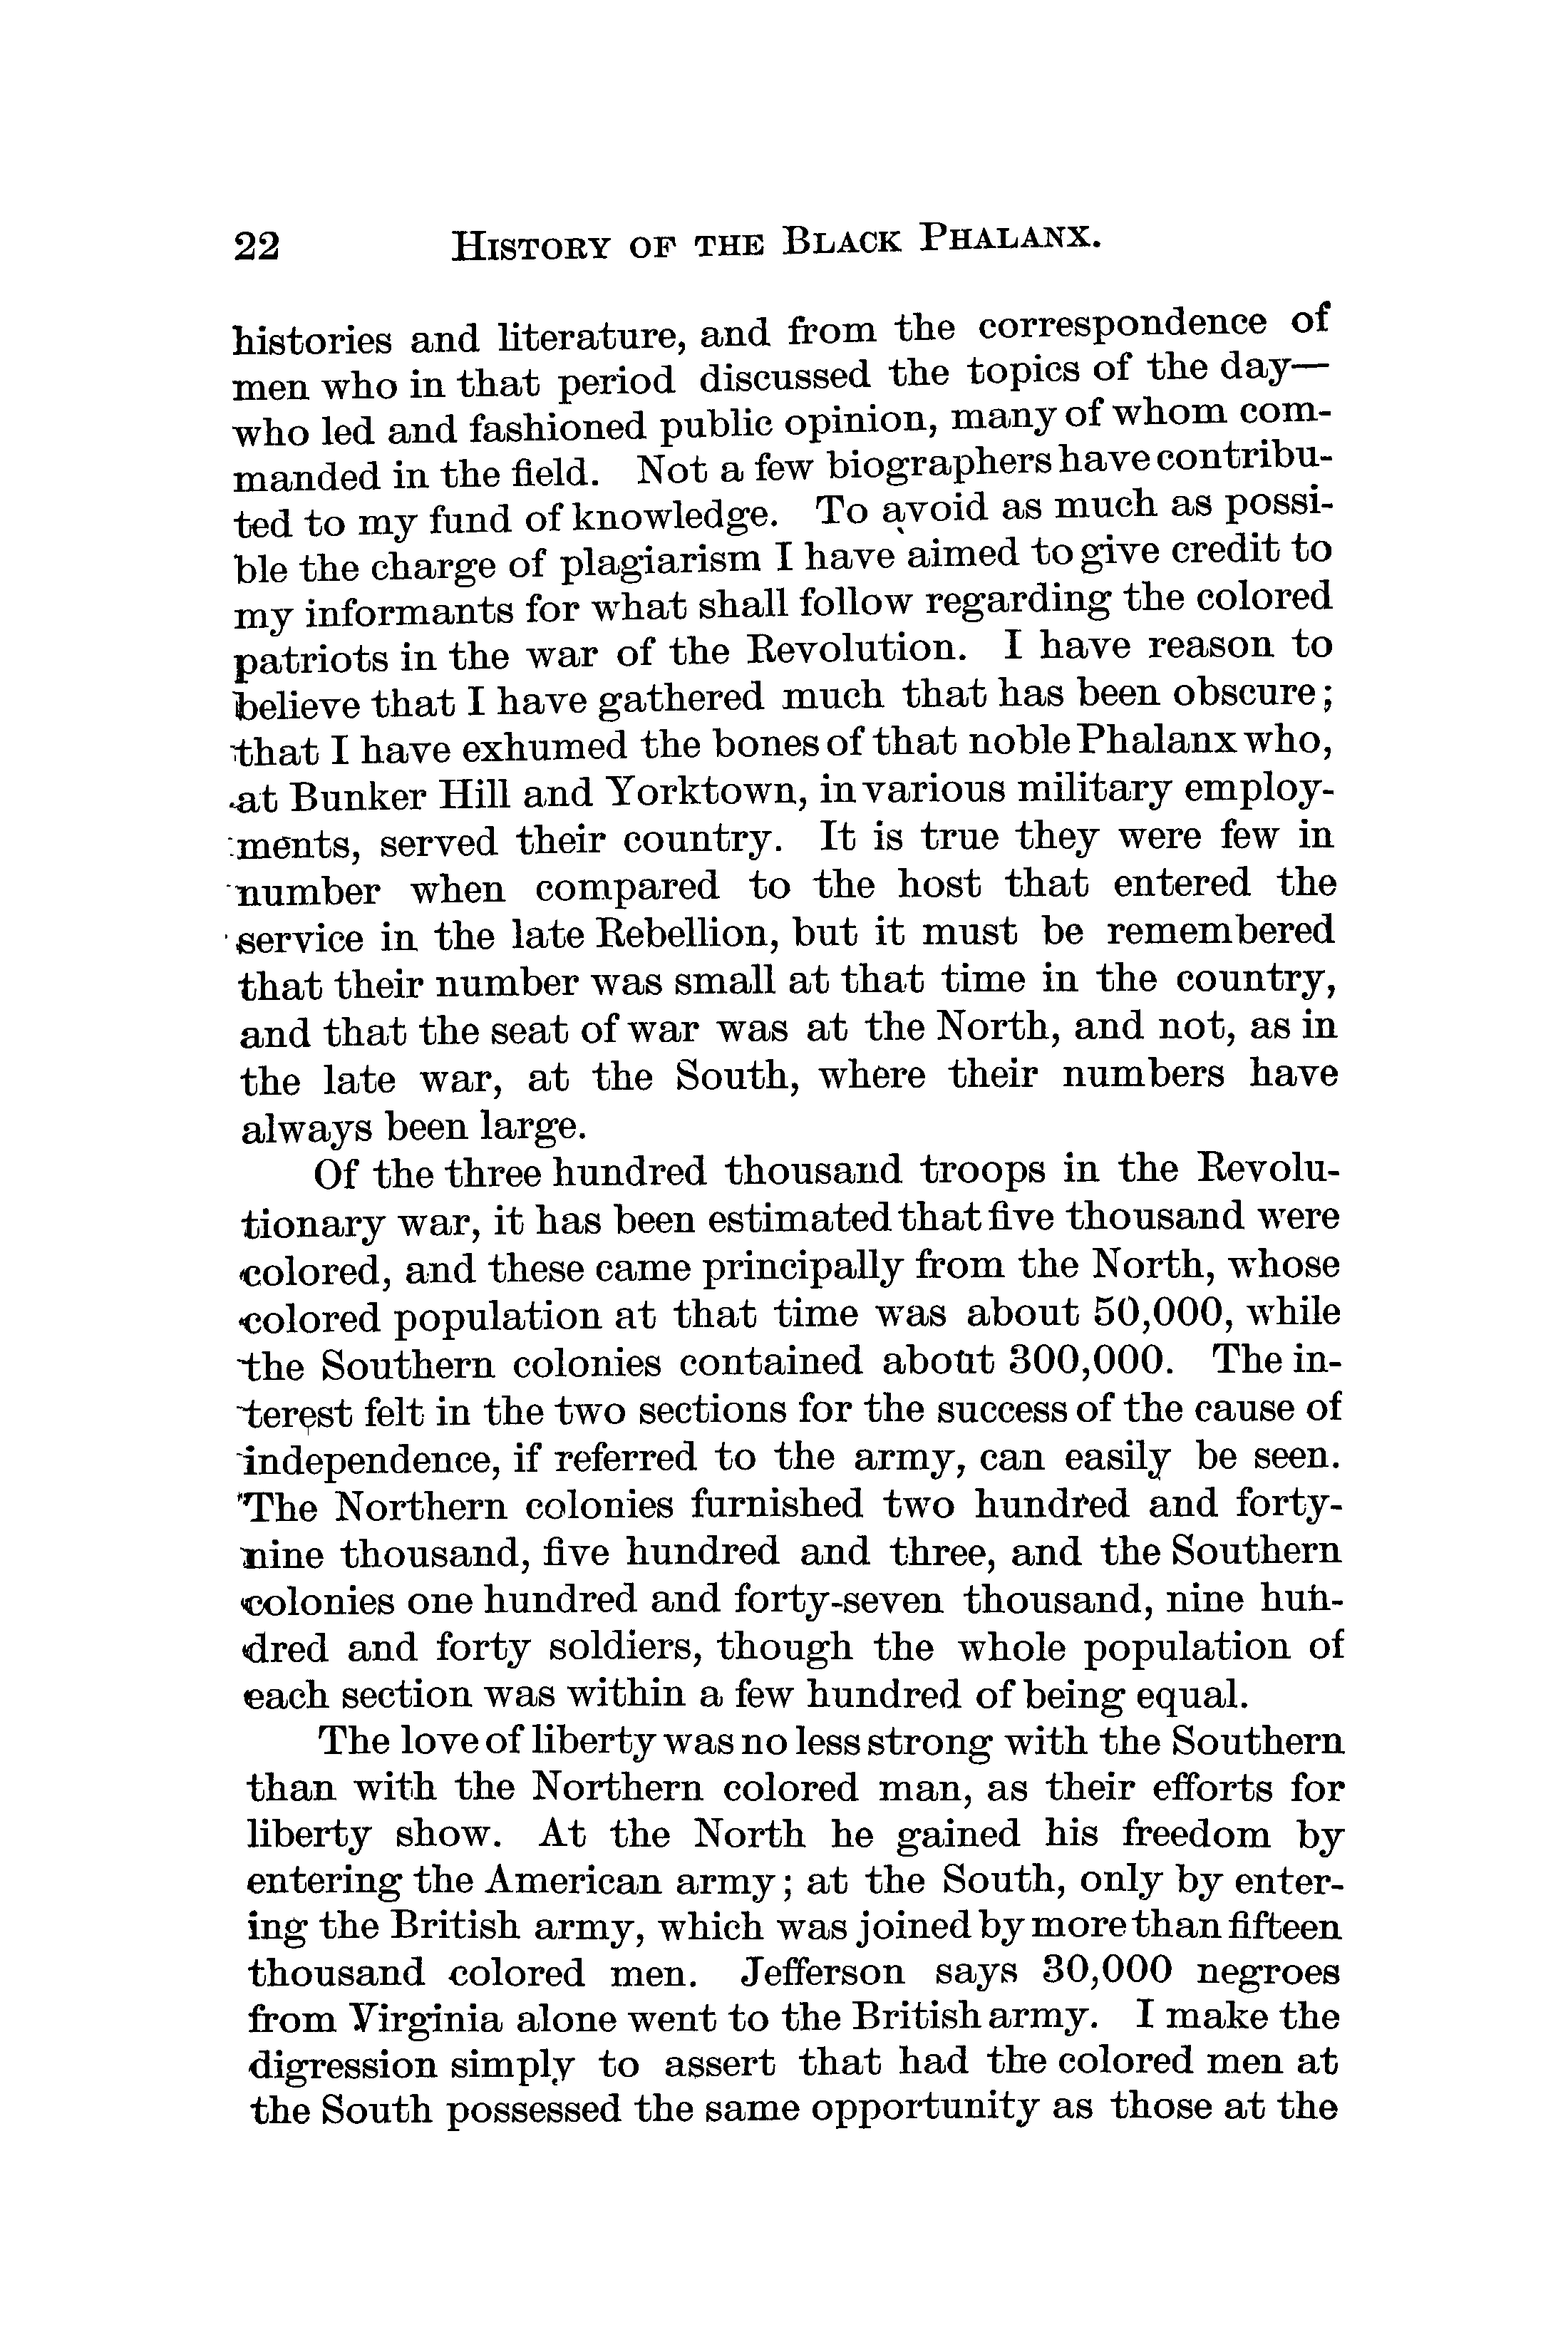 22 HISTORY OF THE BLACK PHALANX.
histories and literature, and from the correspondence of
men who in that period discussed the topics of the day—
who led and fashioned public opinion, many of whom com-
manded in the field. Not a few biographers have contribu-
ted to my fund of knowledge. To avoid as much as possi-
ble the charge of plagiarism I have aimed to give credit to
my informants for what shall follow regarding the colored
patriots in the war of the Revolution. I have reason to
believe that I have gathered much that has been obscure;
that I have exhumed the bones of that noble Phalanx who,
at Bunker Hill and Yorktown, in various military employ-
ments, served their country. It is true they were few in
number when compared to the host that entered the
service in the late Rebellion, but it must be remembered
that their number was small at that time in the country,
and that the seat of war was at the North, and not, as in
the late war, at the South, where their numbers have
always been large.
Of the three hundred thousand troops in the Revolu-
tionary war, it has been estimated that five thousand were
colored, and these came principally from the North, whose
colored population at that time was about 50,000, while
the Southern colonies contained about 300,000. The in-
terest felt in the two sections for the success of the cause of
independence, if referred to the army, can easily be seen.
The Northern colonies furnished two hundred and forty-
nine thousand, five hundred and three, and the Southern
colonies one hundred and forty-seven thousand, nine hun-
dred and forty soldiers, though the whole population of
each section was within a few hundred of being equal.
The love of liberty was no less strong with the Southern
than with the Northern colored man, as their efforts for
liberty show. At the North he gained his freedom by
entering the American army; at the South, only by enter-
ing the British army, which was joined by more than fifteen
thousand colored men. Jefferson says 30,000 negroes
from Virginia alone went to the British army. I make the
digression simply to assert that had the colored men at
the South possessed the same opportunity as those at the